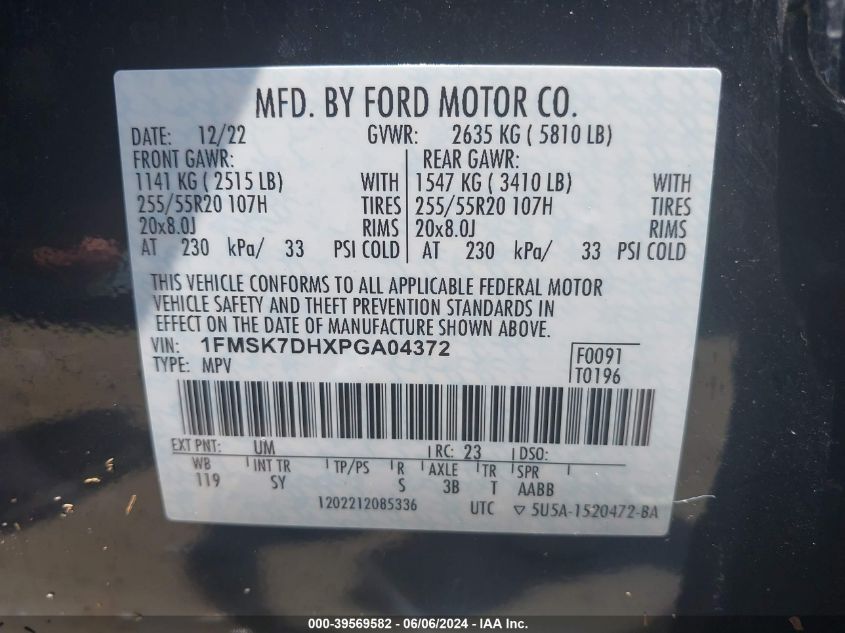 MFD. BY FORD MOTOR CO.
DATE: 12/22 GVWR: 2635 KG ( 5810 LB)
FRONT GAWR: REAR GAWR:
1141 KG ( 2515 LB) WITH 1547 KG ( 3410 LB) WITH
255/55R20 107H TIRES 255/55R20 107H TIRES
20x8.0J RIMS 20x8.0J RIMS
AT 230 kPa/ 33 PSI COLD AT 230 kPa/ 33 PSI COLD
THIS VEHICLE CONFORMS TO ALL APPLICABLE FEDERAL MOTOR
VEHICLE SAFETY AND THEFT PREVENTION STANDARDS IN
EFFECT ON THE DATE OF MANUFACTURE SHOWN ABOVE.
VIN: 1FMSK7DHXPGA04372 F0091
TYPE: MPV T0196
EXT PNT: UM RC: 23 DSO:
WB INT TR TP/PS R AXLE TR SPR
119 SY S 3B T AABB
1202212085336 UTC ▽ 5U5A-1520472-BA
000-39569582 - 06/06/2024 - IAA Inc.